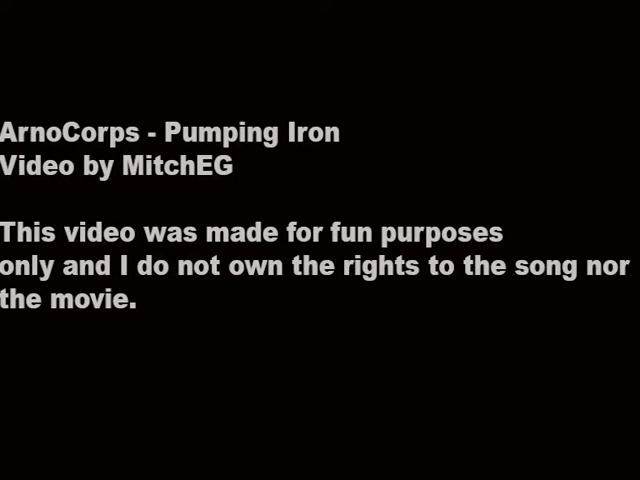 ArnoCorps - Pumping Iron
Video by MitchEG
This video was made for fun purposes
only and I do not own the rights to the song nor
the movie.